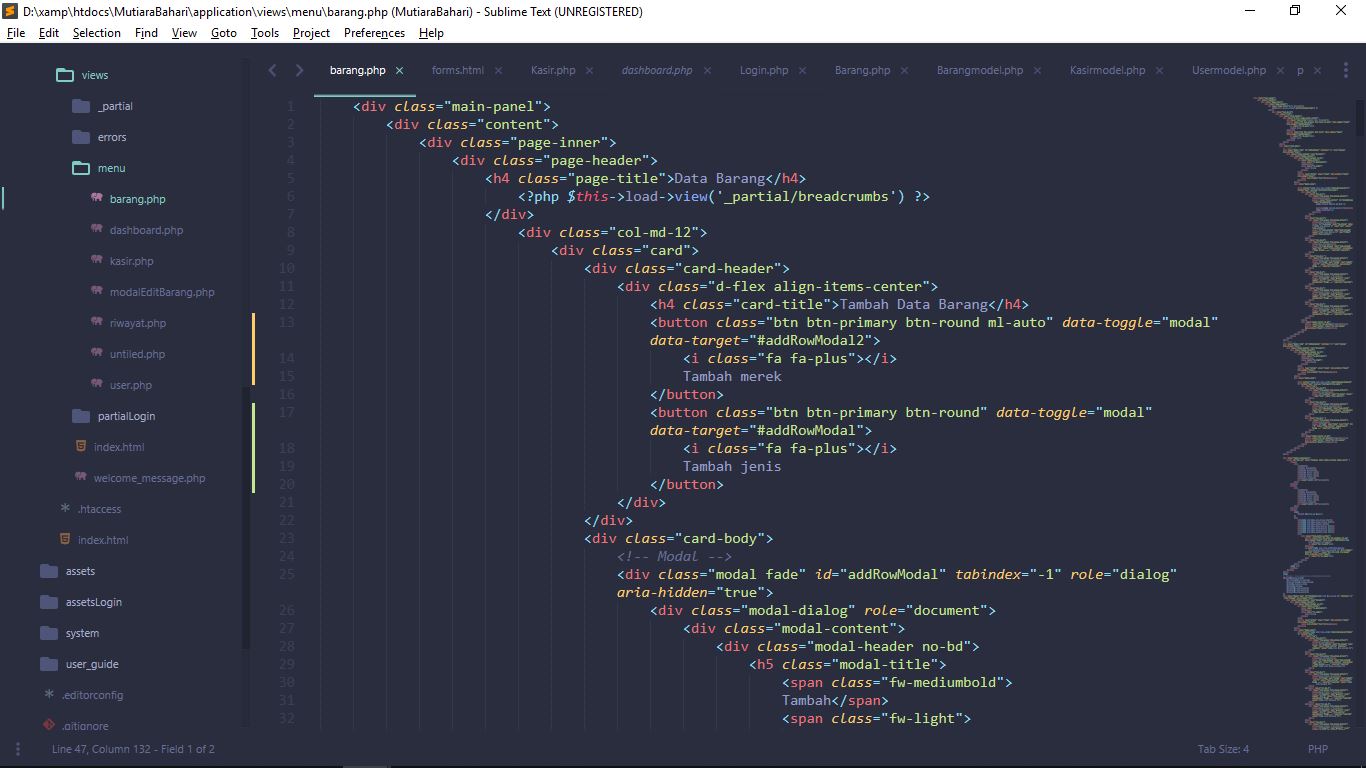 D:\xamp\htdocs\MutiaraBahari\application\views\menu\barang.php (MutiaraBahari) - Sublime Text (UNREGISTERED)
File Edit Selection Find View Goto Tools Project Preferences Help
views
_partial
errors
menu
barang.php
dashboard.php
kasir.php
modalEditBarang.php
riwayat.php
untiled.php
user.php
partialLogin
index.html
welcome_message.php
.htaccess
index.html
assets
assetsLogin
system
user_guide
.editorconfig
.gitignore
barang.php forms.html Kasir.php dashboard.php Login.php Barang.php Barangmodel.php Kasirmodel.php Usermodel.php p
1 <div class="main-panel">
2 <div class="content">
3 <div class="page-inner">
4 <div class="page-header">
5 <h4 class="page-title">Data Barang</h4>
6 <?php $this->load->view('_partial/breadcrumbs') ?>
7 </div>
8 <div class="col-md-12">
9 <div class="card">
10 <div class="card-header">
11 <div class="d-flex align-items-center">
12 <h4 class="card-title">Tambah Data Barang</h4>
13 <button class="btn btn-primary btn-round ml-auto" data-toggle="modal"
data-target="#addRowModal2">
14 <i class="fa fa-plus"></i>
15 Tambah merek
16 </button>
17 <button class="btn btn-primary btn-round" data-toggle="modal"
data-target="#addRowModal">
18 <i class="fa fa-plus"></i>
19 Tambah jenis
20 </button>
21 </div>
22 </div>
23 <div class="card-body">
24 <!-- Modal -->
25 <div class="modal fade" id="addRowModal" tabindex="-1" role="dialog"
aria-hidden="true">
26 <div class="modal-dialog" role="document">
27 <div class="modal-content">
28 <div class="modal-header no-bd">
29 <h5 class="modal-title">
30 <span class="fw-mediumbold">
31 Tambah</span>
32 <span class="fw-light">
Line 47, Column 132 - Field 1 of 2
Tab Size: 4 PHP